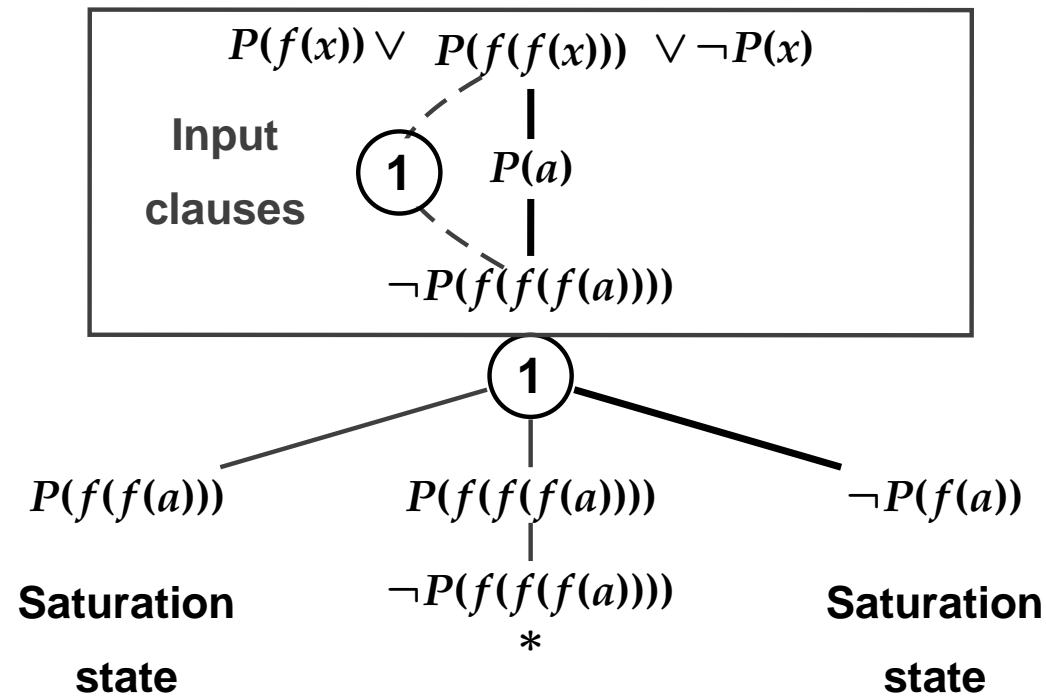 P(f(x)) ∨ P(f(f(x))) ∨ ¬P(x)
Input
clauses
1
P(a)
¬P(f(f(f(a))))
1
P(f(f(a)))
P(f(f(f(a))))
¬P(f(a))
¬P(f(f(f(a))))
*
Saturation
state
Saturation
state